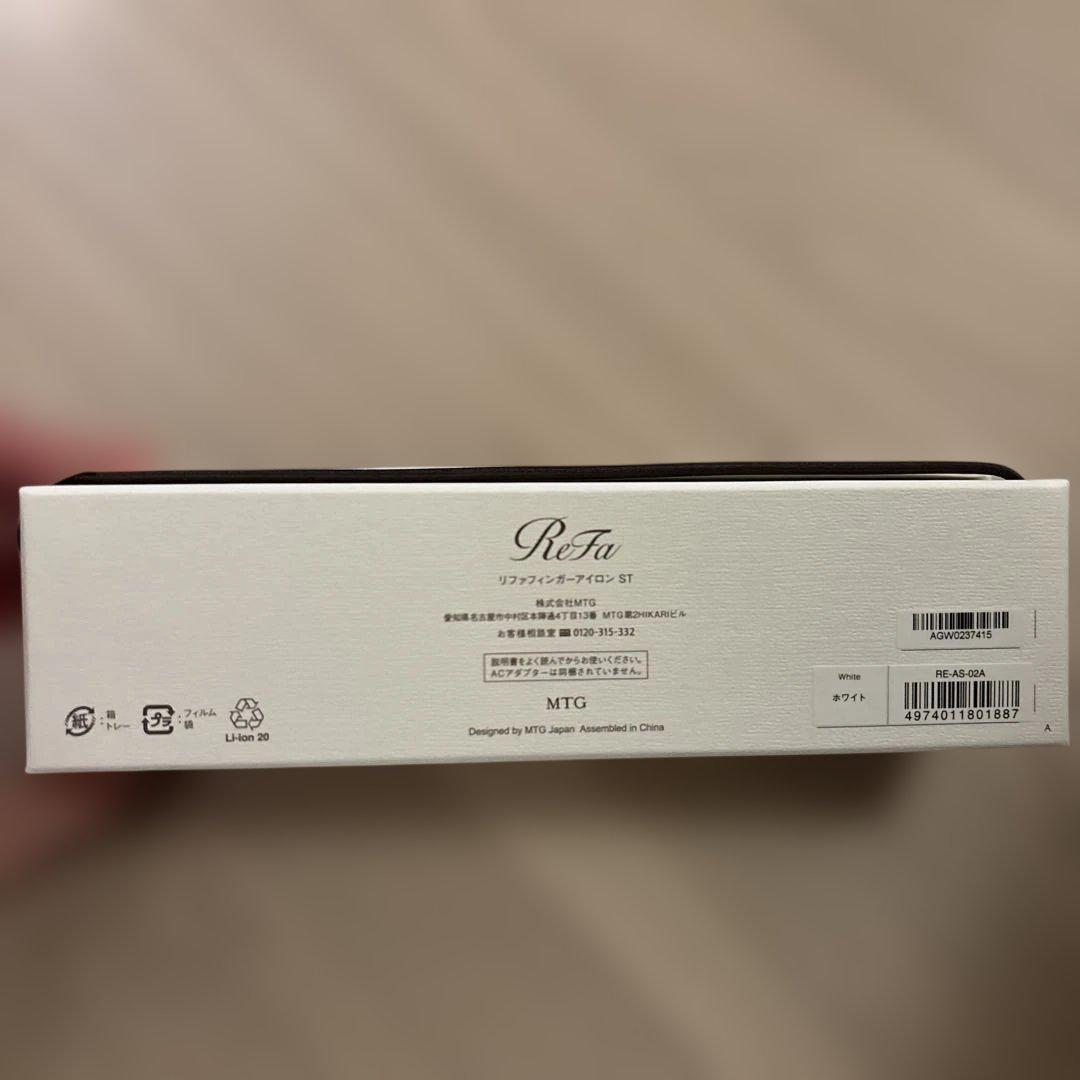 ReFa
リファフィンガーアイロン ST
株式会社MTG
愛知県名古屋市中村区本陣通4丁目13番 MTG第2HIKARIビル
お客様相談室 0120-315-332
説明書をよく読んでからお使いください。
ACアダプターは同梱されていません。
MTG
Designed by MTG Japan Assembled in China
紙 : 箱
トレー
プラ : フィルム
袋
Li-ion 20
AGW0237415
White
ホワイト
RE-AS-02A
4974011801887
A